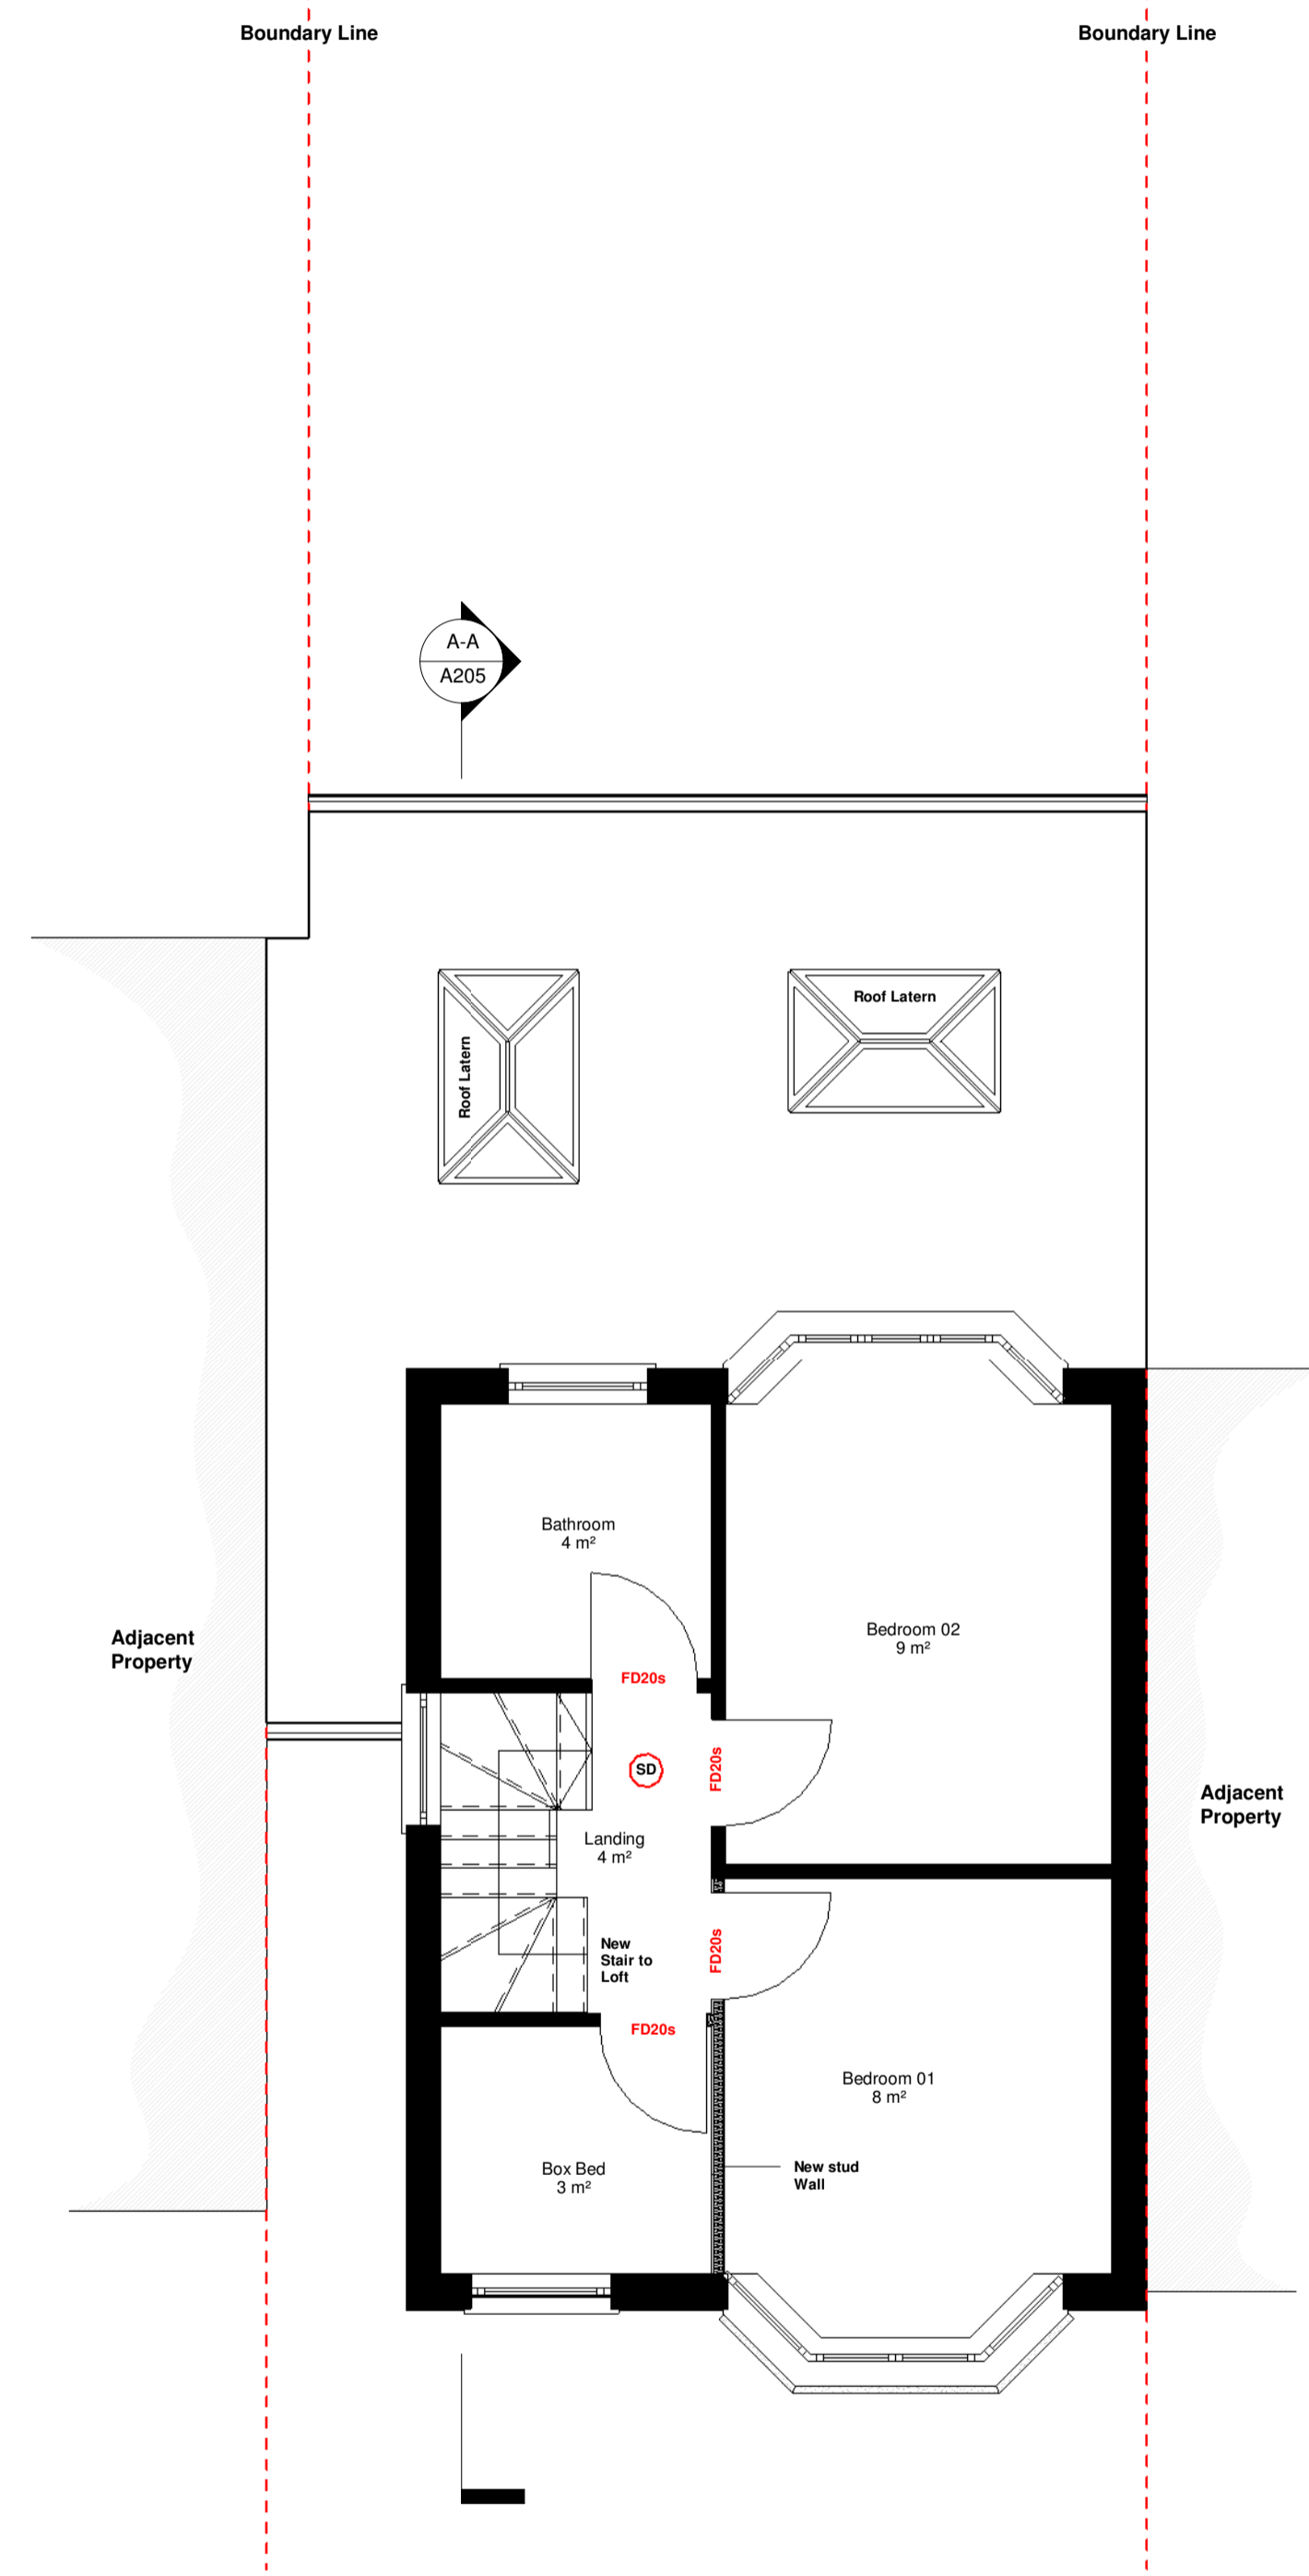 Boundary Line
Boundary Line
A-A
A205
Roof Latern
Roof Latern
Bathroom
4 m²
Bedroom 02
9 m²
Adjacent
Property
FD20s
FD20s
SD
Adjacent
Property
Landing
4 m²
New
Stair to
Loft
FD20s
FD20s
Bedroom 01
8 m²
Box Bed
3 m²
New stud
Wall